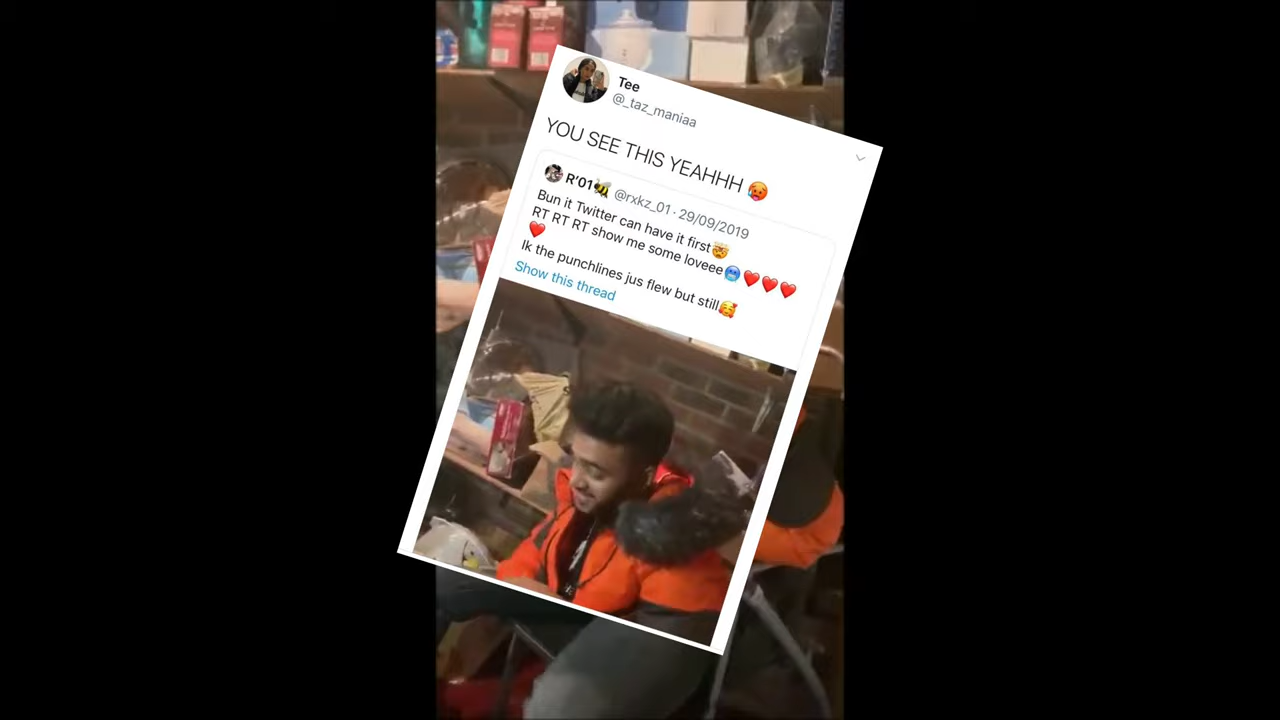 Tee
@_taz_maniaa
YOU SEE THIS YEAHHH 🥵
R'01🐝 @rxkz_01 · 29/09/2019
Bun it Twitter can have it first🤯
RT RT RT show me some loveee🥶❤️❤️❤️
❤️
Ik the punchlines jus flew but still🥰
Show this thread